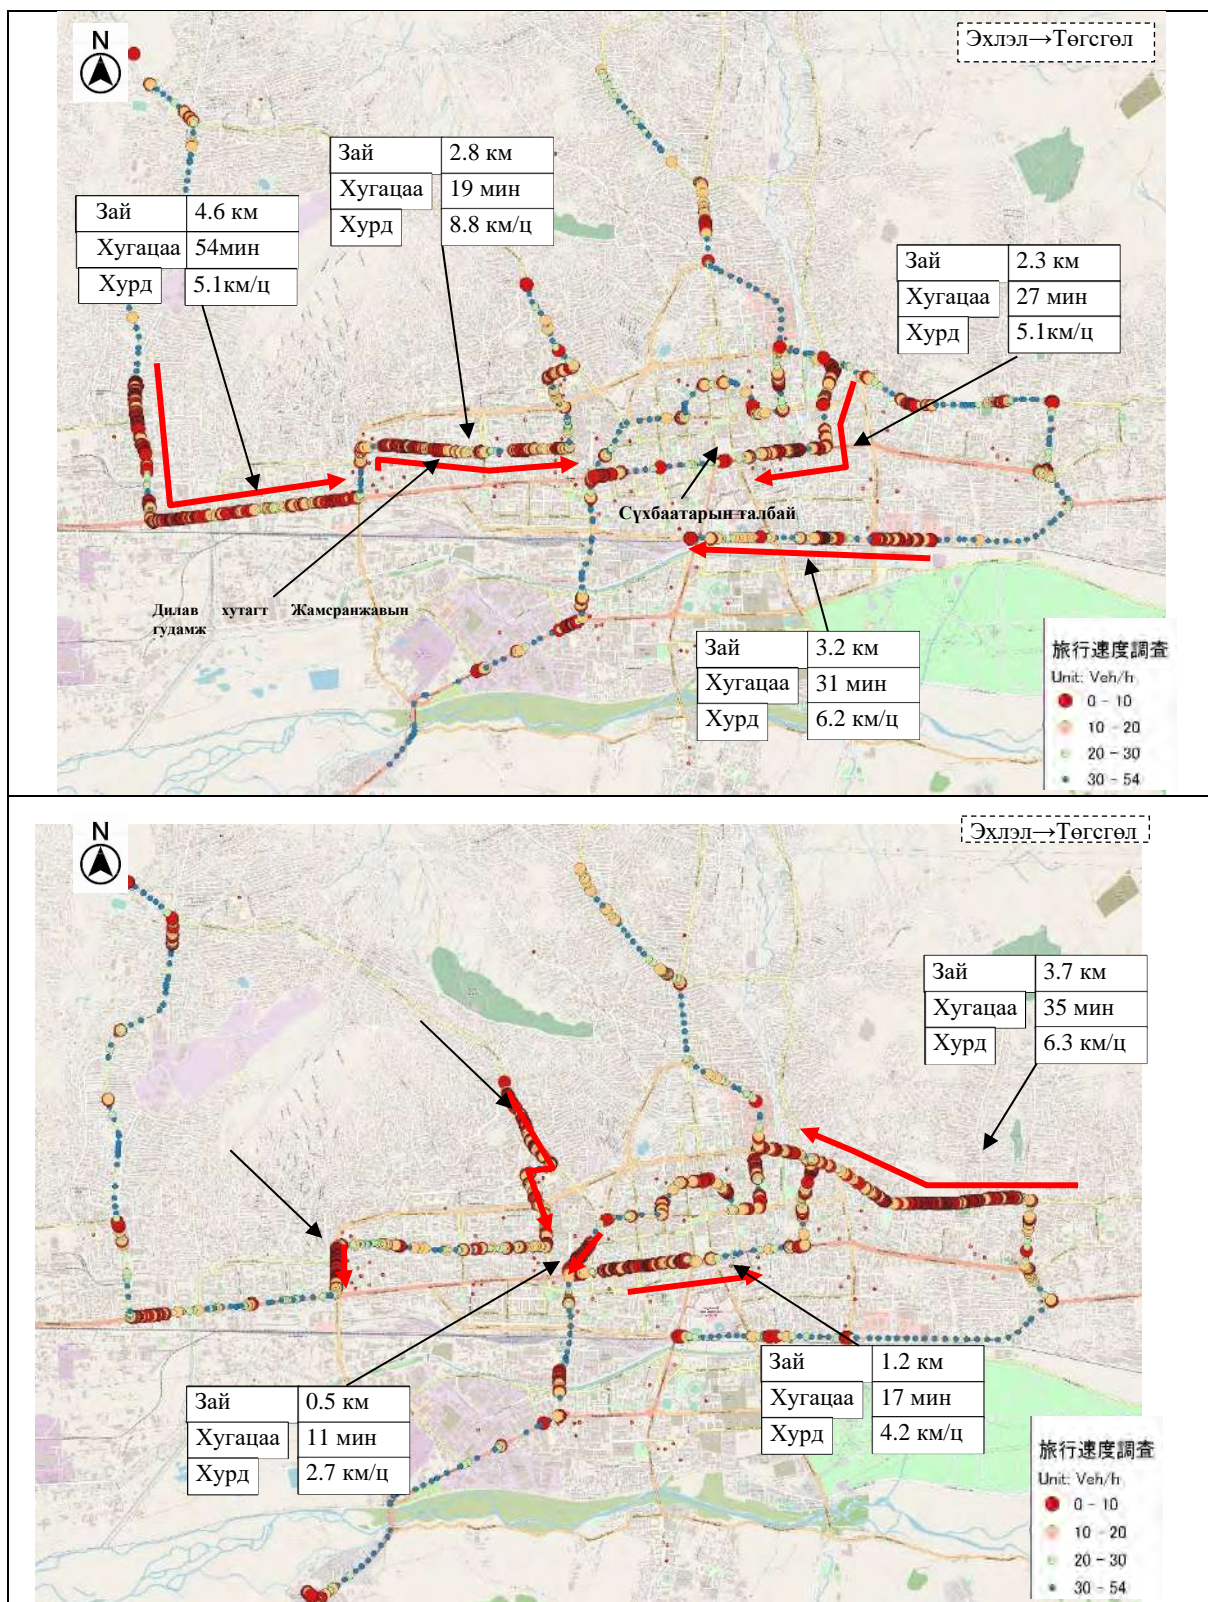 N
Эхлэл→Төгсгөл
Зай 2.8 км
Хугацаа 19 мин
Хурд 8.8 км/ц
Зай 4.6 км
Хугацаа 54мин
Хурд 5.1км/ц
Зай 2.3 км
Хугацаа 27 мин
Хурд 5.1км/ц
Сүхбаатарын талбай
Дилав хутагт Жамсранжавын
гудамж
Зай 3.2 км
Хугацаа 31 мин
Хурд 6.2 км/ц
旅行速度調査
Unit: Veh/h
0 - 10
10 - 20
20 - 30
30 - 54
N
Эхлэл→Төгсгөл
Зай 3.7 км
Хугацаа 35 мин
Хурд 6.3 км/ц
Зай 1.2 км
Хугацаа 17 мин
Хурд 4.2 км/ц
Зай 0.5 км
Хугацаа 11 мин
Хурд 2.7 км/ц
旅行速度調査
Unit: Veh/h
0 - 10
10 - 20
20 - 30
30 - 54